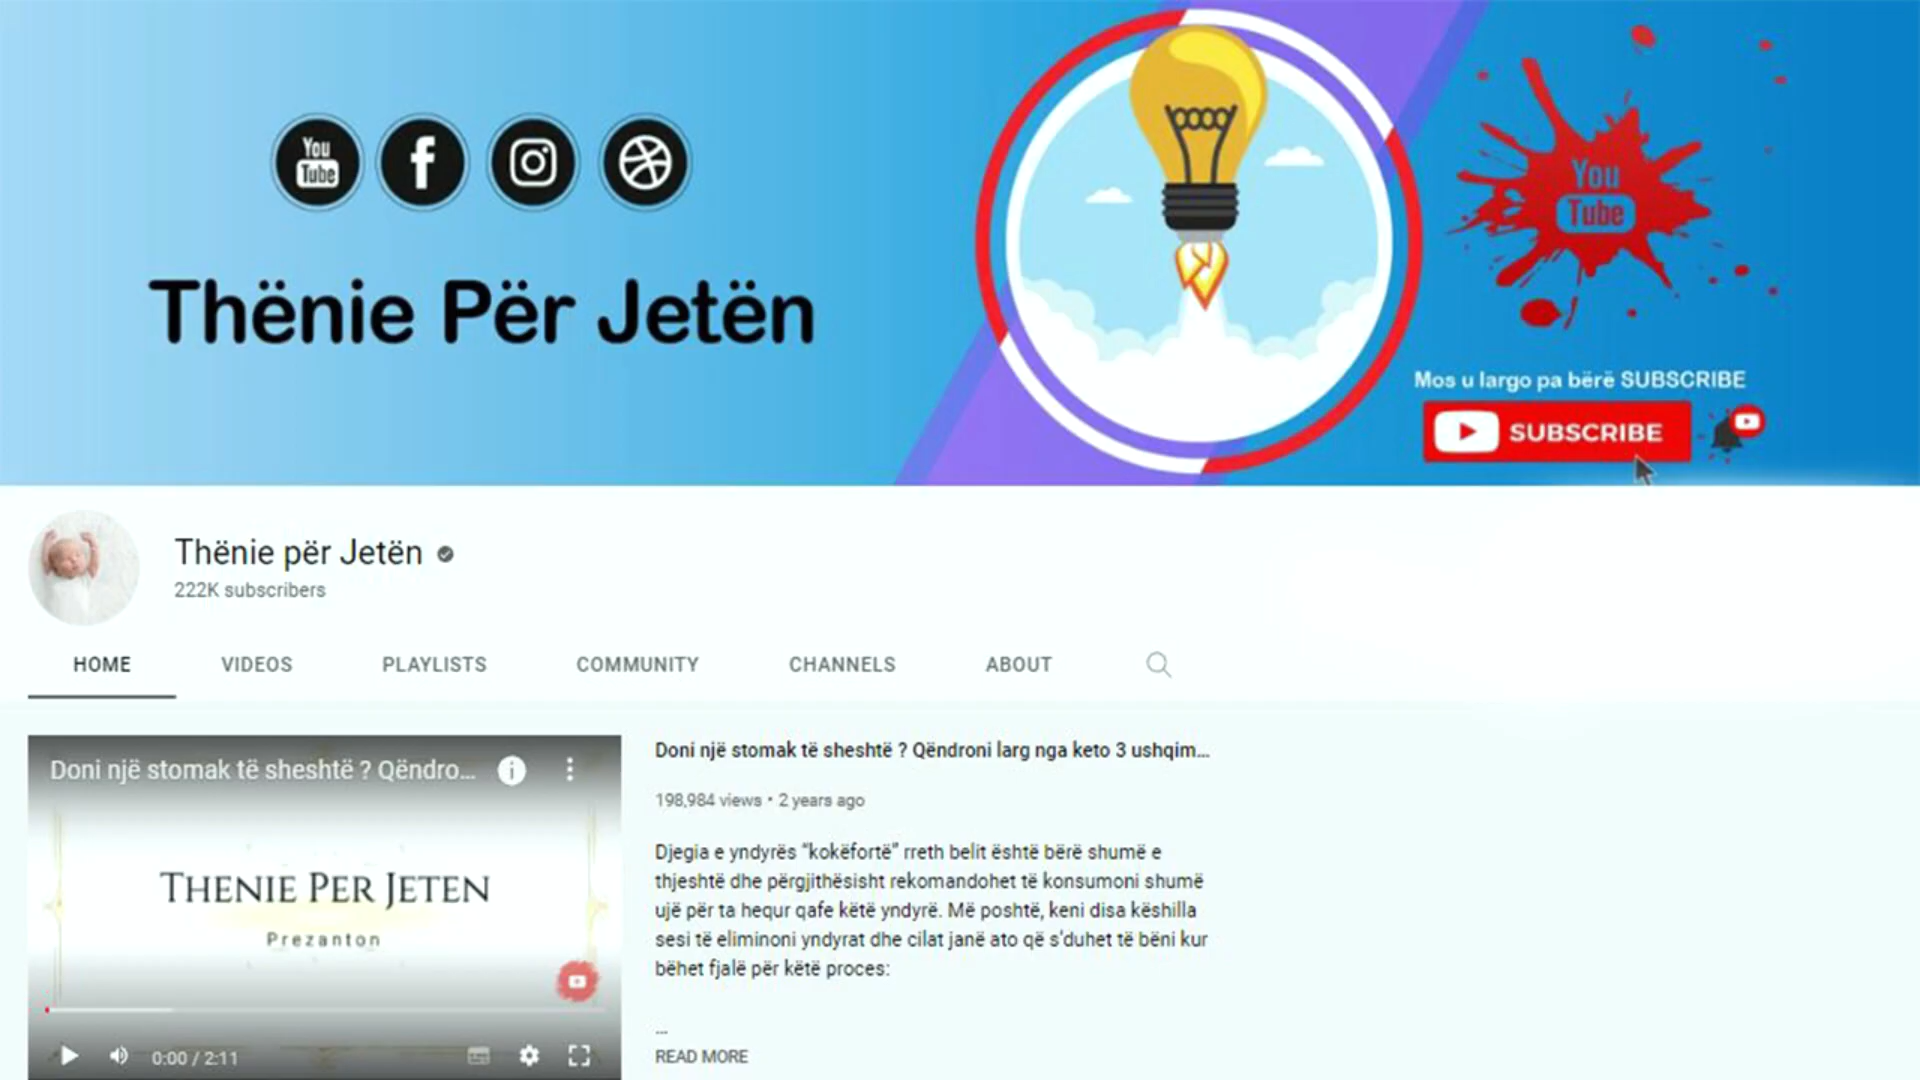 You
Tube
Thënie Për Jetën
You
Tube
Mos u largo pa bërë SUBSCRIBE
SUBSCRIBE
Thënie për Jetën
222K subscribers
HOME VIDEOS PLAYLISTS COMMUNITY CHANNELS ABOUT
Doni një stomak të sheshtë ? Qëndro...
THENIE PER JETEN
Prezanton
0:00 / 2:11
Doni një stomak të sheshtë ? Qëndroni larg nga keto 3 ushqim...
198,984 views • 2 years ago
Djegia e yndyrës “kokëfortë” rreth belit është bërë shumë e
thjeshtë dhe përgjithësisht rekomandohet të konsumoni shumë
ujë për ta hequr qafe këtë yndyrë. Më poshtë, keni disa këshilla
sesi të eliminoni yndyrat dhe cilat janë ato që s'duhet të bëni kur
bëhet fjalë për këtë proces:
...
READ MORE